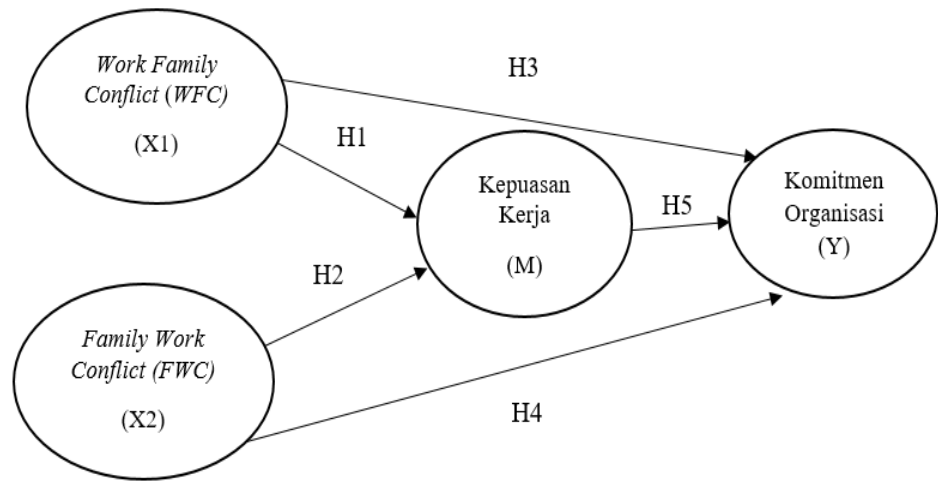 Work Family
Conflict (WFC)
(X1)
H3
H1
Kepuasan
Kerja
(M)
H5
Komitmen
Organisasi
(Y)
H2
Family Work
Conflict (FWC)
(X2)
H4